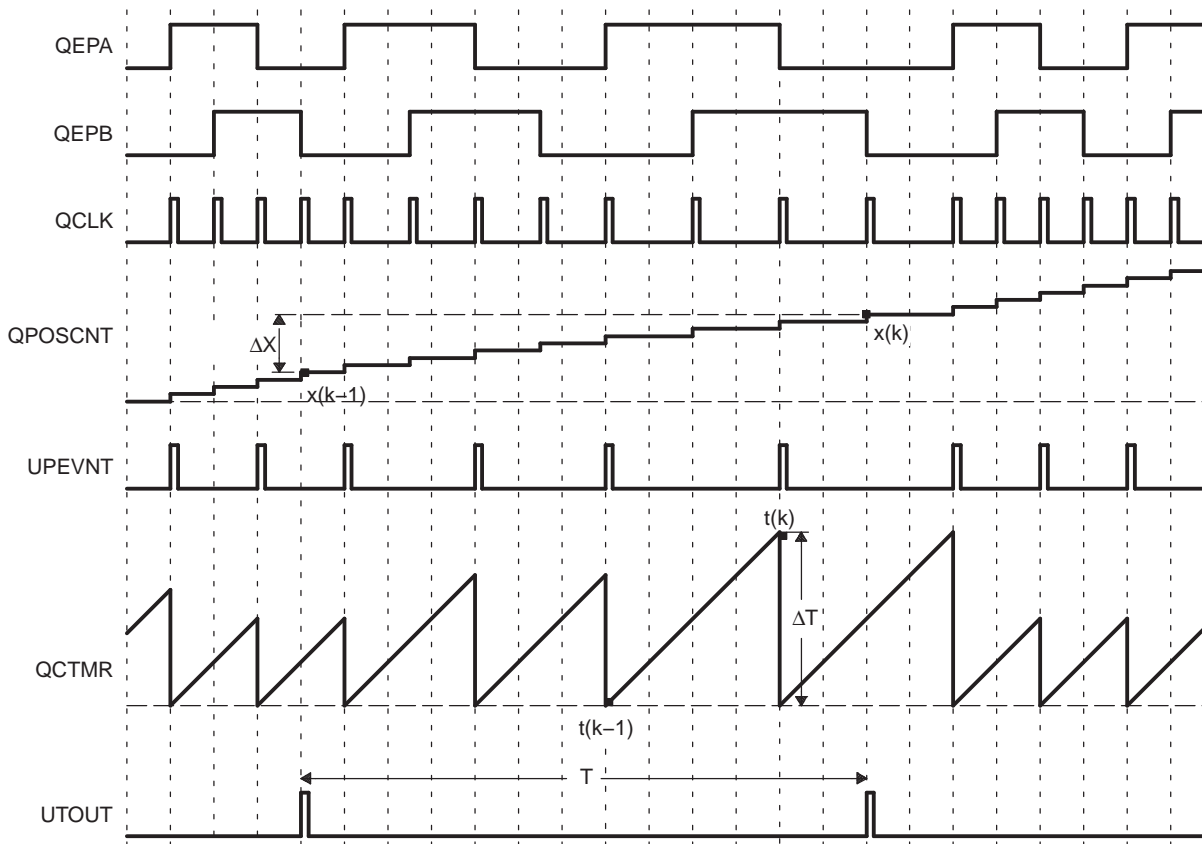 QEPA
QEPB
QCLK
QPOSCNT
ΔX
x(k−1)
x(k)
UPEVNT
t(k)
ΔT
QCTMR
t(k−1)
T
UTOUT